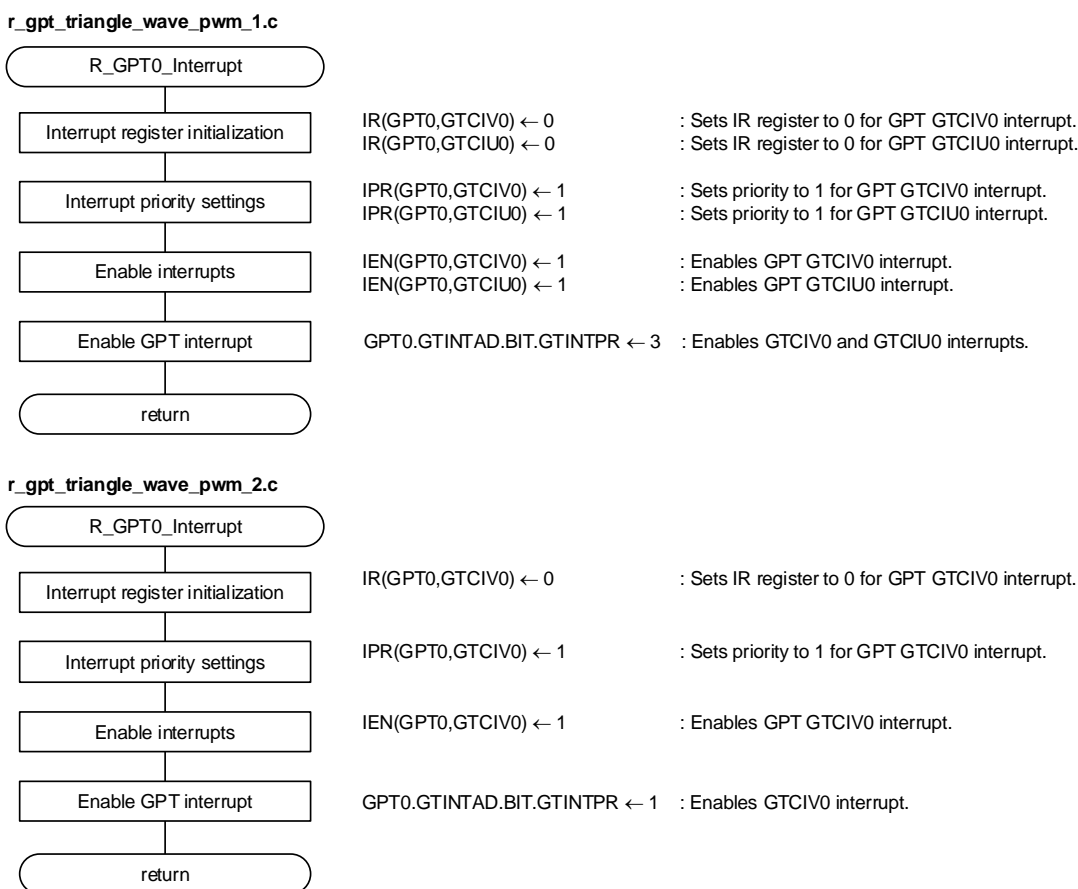 r_gpt_triangle_wave_pwm_1.c
R_GPT0_Interrupt
Interrupt register initialization
IR(GPT0,GTCIV0) ← 0 : Sets IR register to 0 for GPT GTCIV0 interrupt.
IR(GPT0,GTCIU0) ← 0 : Sets IR register to 0 for GPT GTCIU0 interrupt.
Interrupt priority settings
IPR(GPT0,GTCIV0) ← 1 : Sets priority to 1 for GPT GTCIV0 interrupt.
IPR(GPT0,GTCIU0) ← 1 : Sets priority to 1 for GPT GTCIU0 interrupt.
Enable interrupts
IEN(GPT0,GTCIV0) ← 1 : Enables GPT GTCIV0 interrupt.
IEN(GPT0,GTCIU0) ← 1 : Enables GPT GTCIU0 interrupt.
Enable GPT interrupt
GPT0.GTINTAD.BIT.GTINTPR ← 3 : Enables GTCIV0 and GTCIU0 interrupts.
return
r_gpt_triangle_wave_pwm_2.c
R_GPT0_Interrupt
Interrupt register initialization
IR(GPT0,GTCIV0) ← 0 : Sets IR register to 0 for GPT GTCIV0 interrupt.
Interrupt priority settings
IPR(GPT0,GTCIV0) ← 1 : Sets priority to 1 for GPT GTCIV0 interrupt.
Enable interrupts
IEN(GPT0,GTCIV0) ← 1 : Enables GPT GTCIV0 interrupt.
Enable GPT interrupt
GPT0.GTINTAD.BIT.GTINTPR ← 1 : Enables GTCIV0 interrupt.
return